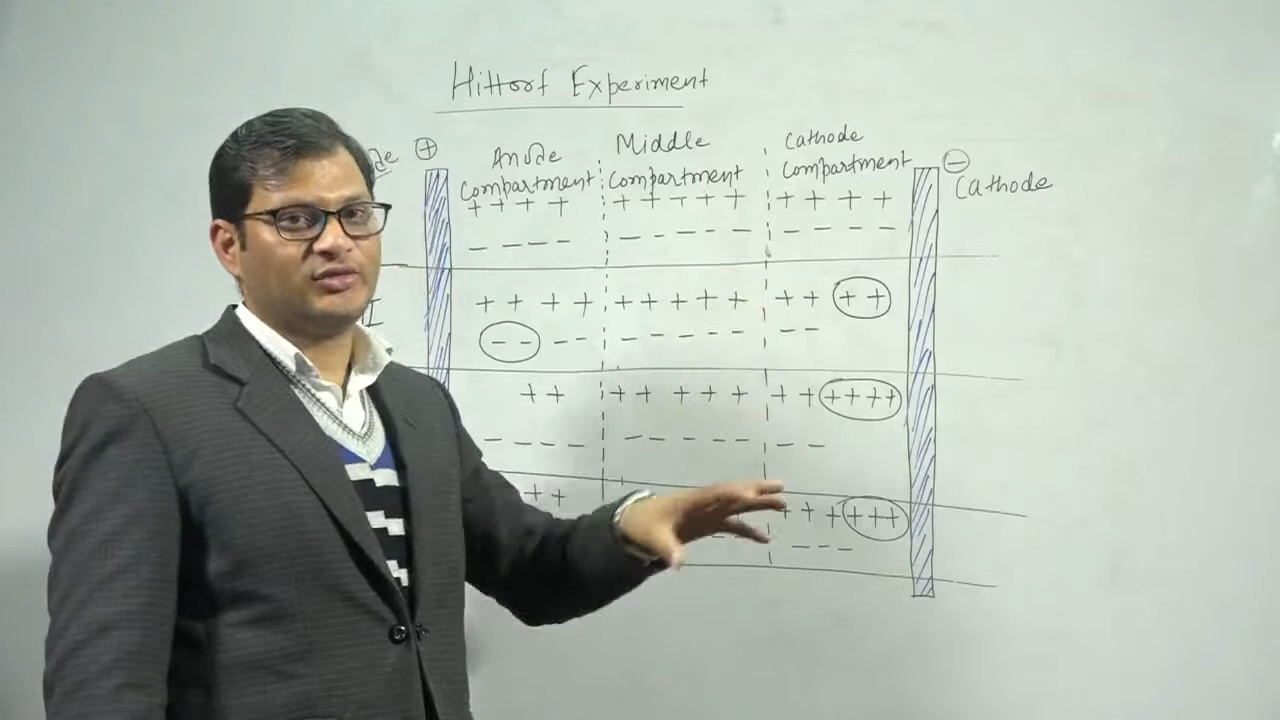 Hittorf Experiment
⊕ Anode compartment
Middle compartment
Cathode compartment
⊖ Cathode
+ + + + + + + + + + + + +
- - - - - - - - - - - - -
I + + + + + + + + + + + + +
- - - - - - - - - - -
+ + + + + + + + + + + + +
- - - - - - - - - - -
+ + + + + + + +
- - - -